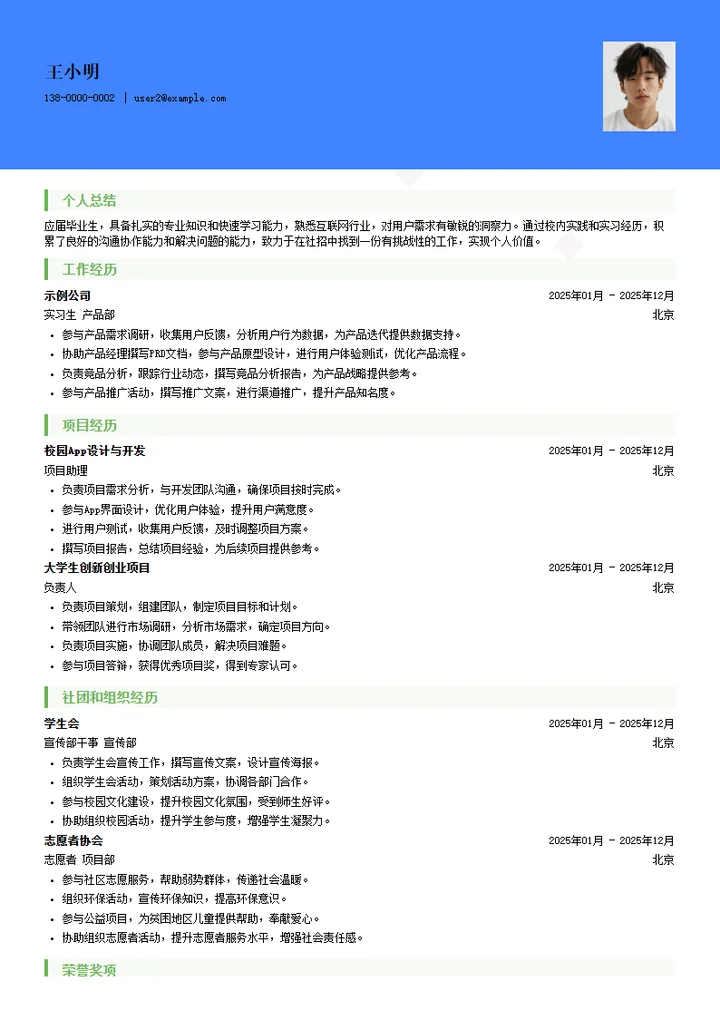 王小明
138-0000-0002 | user2@example.com
个人总结
应届毕业生，具备扎实的专业知识和快速学习能力，熟悉互联网行业，对用户需求有敏锐的洞察力。通过校内实践和实习经历，积
累了良好的沟通协作能力和解决问题的能力，致力于在社招中找到一份有挑战性的工作，实现个人价值。
工作经历
示例公司 2025年01月 - 2025年12月
实习生 产品部 北京
• 参与产品需求调研，收集用户反馈，分析用户行为数据，为产品迭代提供数据支持。
• 协助产品经理撰写PRD文档，参与产品原型设计，进行用户体验测试，优化产品流程。
• 负责竞品分析，跟踪行业动态，撰写竞品分析报告，为产品战略提供参考。
• 参与产品推广活动，撰写推广文案，进行渠道推广，提升产品知名度。
项目经历
校园App设计与开发 2025年01月 - 2025年12月
项目助理 北京
• 负责项目需求分析，与开发团队沟通，确保项目按时完成。
• 参与App界面设计，优化用户体验，提升用户满意度。
• 进行用户测试，收集用户反馈，及时调整项目方案。
• 撰写项目报告，总结项目经验，为后续项目提供参考。
大学生创新创业项目 2025年01月 - 2025年12月
负责人 北京
• 负责项目策划，组建团队，制定项目目标和计划。
• 带领团队进行市场调研，分析市场需求，确定项目方向。
• 负责项目实施，协调团队成员，解决项目难题。
• 参与项目答辩，获得优秀项目奖，得到专家认可。
社团和组织经历
学生会 2025年01月 - 2025年12月
宣传部干事 宣传部 北京
• 负责学生会宣传工作，撰写宣传文案，设计宣传海报。
• 组织学生会活动，策划活动方案，协调各部门合作。
• 参与校园文化建设，提升校园文化氛围，受到师生好评。
• 协助组织校园活动，提升学生参与度，增强学生凝聚力。
志愿者协会 2025年01月 - 2025年12月
志愿者 项目部 北京
• 参与社区志愿服务，帮助弱势群体，传递社会温暖。
• 组织环保活动，宣传环保知识，提高环保意识。
• 参与公益项目，为贫困地区儿童提供帮助，奉献爱心。
• 协助组织志愿者活动，提升志愿者服务水平，增强社会责任感。
荣誉奖项